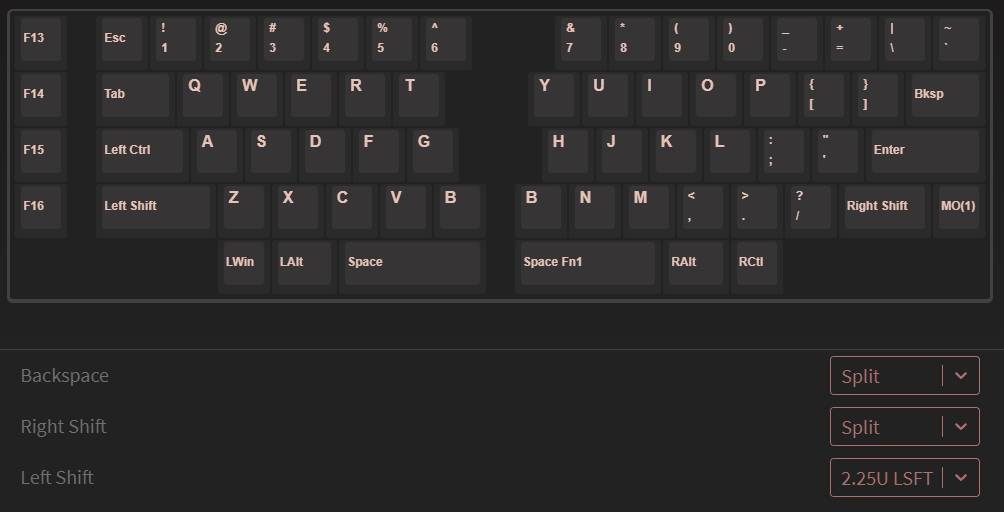 F13 Esc ! 1 @ 2 # 3 $ 4 % 5 ^ 6 & 7 * 8 ( 9 ) 0 _ - + = | \ ~ `
F14 Tab Q W E R T Y U I O P { [ } ] Bksp
F15 Left Ctrl A S D F G H J K L : ; " ' Enter
F16 Left Shift Z X C V B B N M < , > . ? / Right Shift MO(1)
LWin LAlt Space Space Fn1 RAlt RCtl
Backspace Split
Right Shift Split
Left Shift 2.25U LSFT